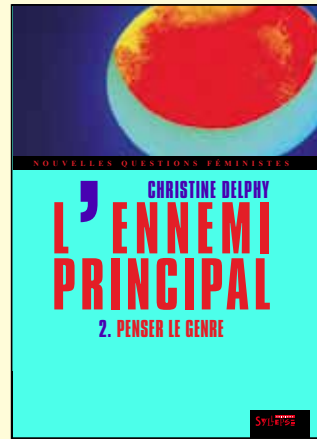 NOUVELLES QUESTIONS FÉMINISTES
CHRISTINE DELPHY
L'ENNEMI
PRINCIPAL
2. PENSER LE GENRE
Syllepse